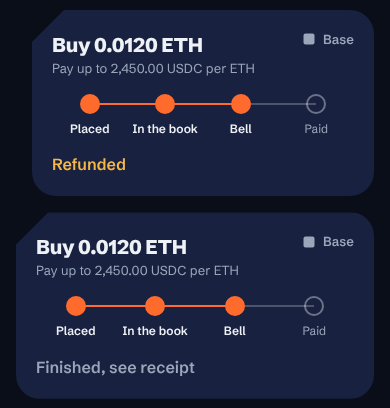 Buy 0.0120 ETH
Base
Pay up to 2,450.00 USDC per ETH
Placed In the book Bell Paid
Refunded
Buy 0.0120 ETH
Base
Pay up to 2,450.00 USDC per ETH
Placed In the book Bell Paid
Finished, see receipt